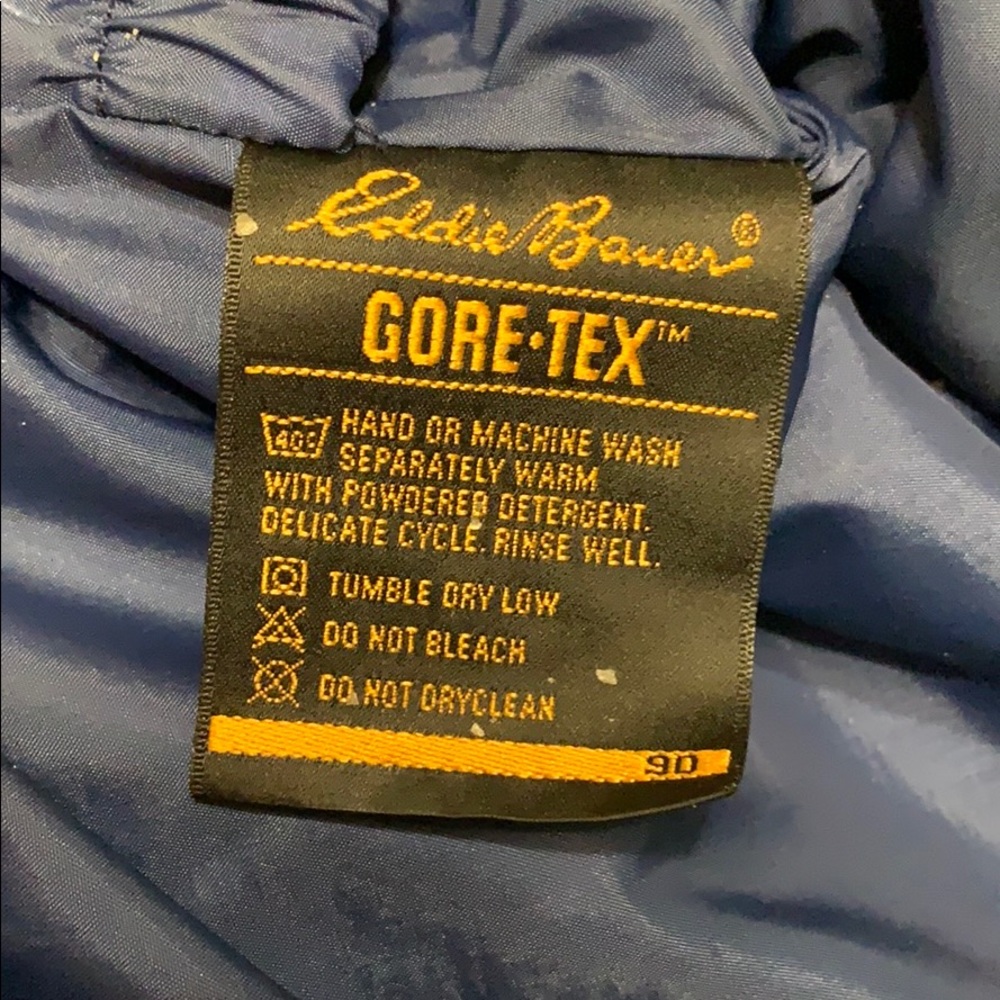 Eddie Bauer®
GORE·TEX™
40° HAND OR MACHINE WASH
SEPARATELY WARM
WITH POWDERED DETERGENT.
DELICATE CYCLE. RINSE WELL.
TUMBLE DRY LOW
DO NOT BLEACH
DO NOT DRYCLEAN
90